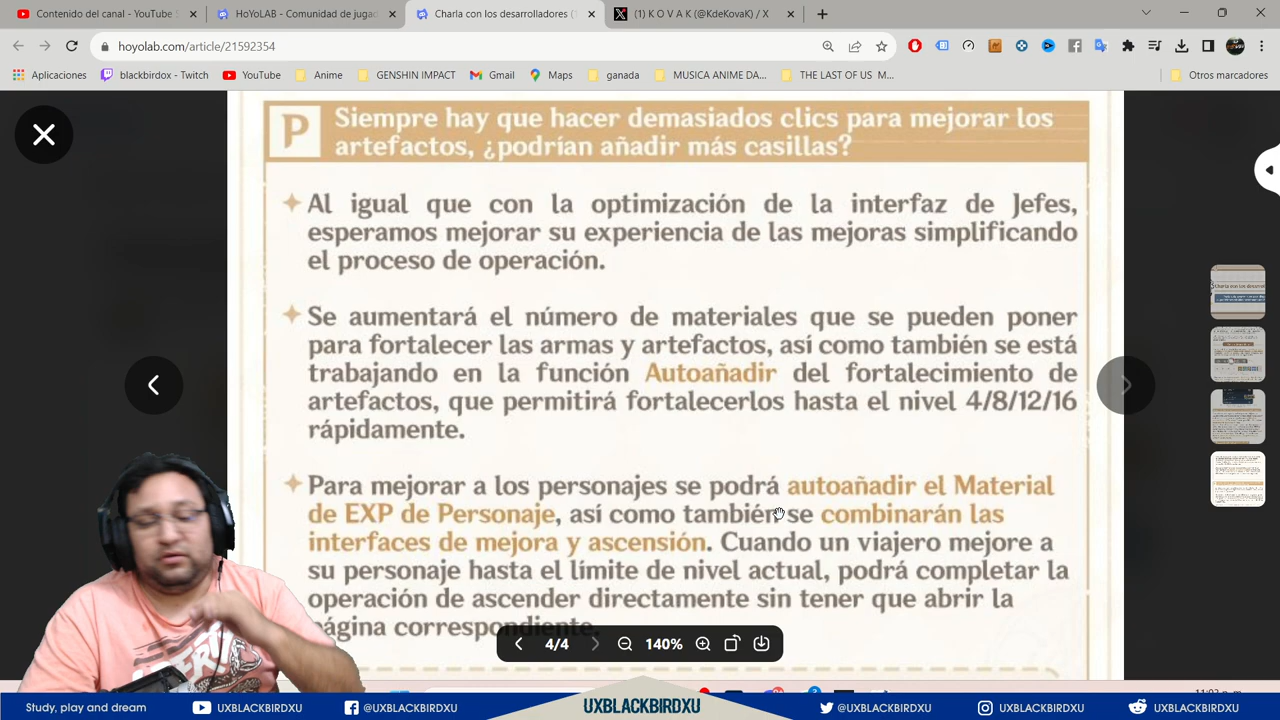 Contenido del canal - YouTube S
HoYoLAB - Comunidad de jugad
Charla con los desarrolladores (1
(1) K O V A K (@KdeKovaK) / X
hoyolab.com/article/21592354
Aplicaciones
blackbirdox - Twitch
YouTube
Anime
GENSHIN IMPACT
Gmail
Maps
ganada
MUSICA ANIME DA...
THE LAST OF US M...
Otros marcadores
P
Siempre hay que hacer demasiados clics para mejorar los
artefactos, ¿podrían añadir más casillas?
Al igual que con la optimización de la interfaz de Jefes,
esperamos mejorar su experiencia de las mejoras simplificando
el proceso de operación.
Se aumentará el número de materiales que se pueden poner
para fortalecer las armas y artefactos, así como también se está
trabajando en la función Autoañadir del fortalecimiento de
artefactos, que permitirá fortalecerlos hasta el nivel 4/8/12/16
rápidamente.
Para mejorar a los personajes se podrá autoañadir el Material
de EXP de Personaje, así como también se combinarán las
interfaces de mejora y ascensión. Cuando un viajero mejore a
su personaje hasta el límite de nivel actual, podrá completar la
operación de ascender directamente sin tener que abrir la
página correspondiente.
4/4
140%
Study, play and dream
UXBLACKBIRDXU
@UXBLACKBIRDXU
UXBLACKBIRDXU
@UXBLACKBIRDXU
UXBLACKBIRDXU
UXBLACKBIRDXU